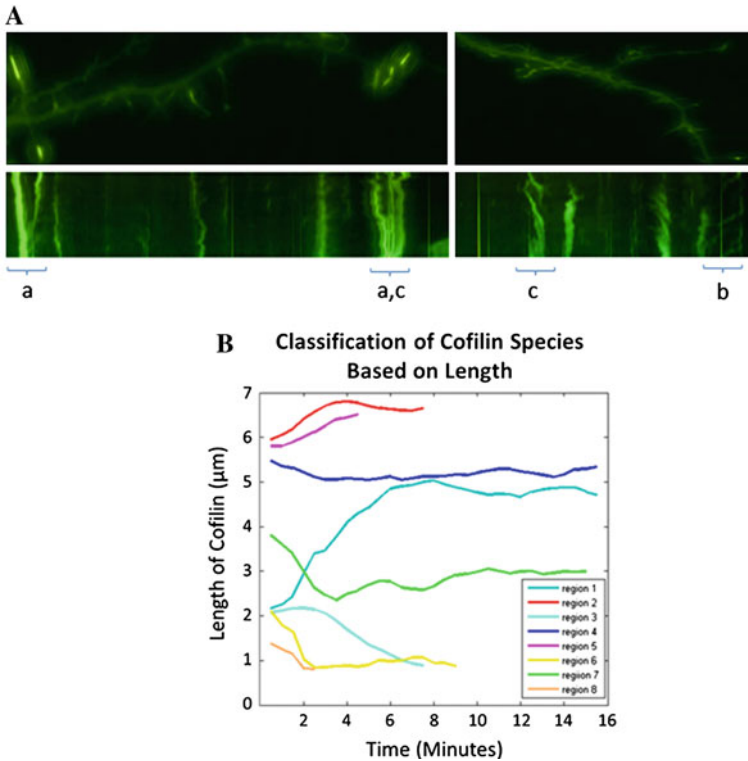 A
a
a,c
c
b
B
Classification of Cofilin Species
Based on Length
Length of Cofilin (µm)
7
6
5
4
3
2
1
0
region 1
region 2
region 3
region 4
region 5
region 6
regiion 7
region 8
2 4 6 8 10 12 14 16
Time (Minutes)